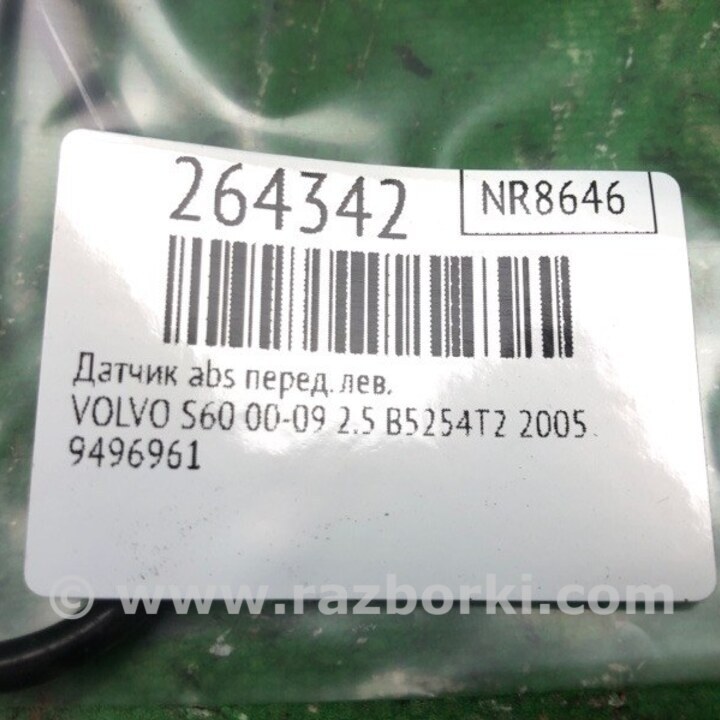 264342
NR8646
Датчик abs перед.лев.
VOLVO S60 00-09 2.5 B5254T2 2005.
9496961
© www.razborki.com